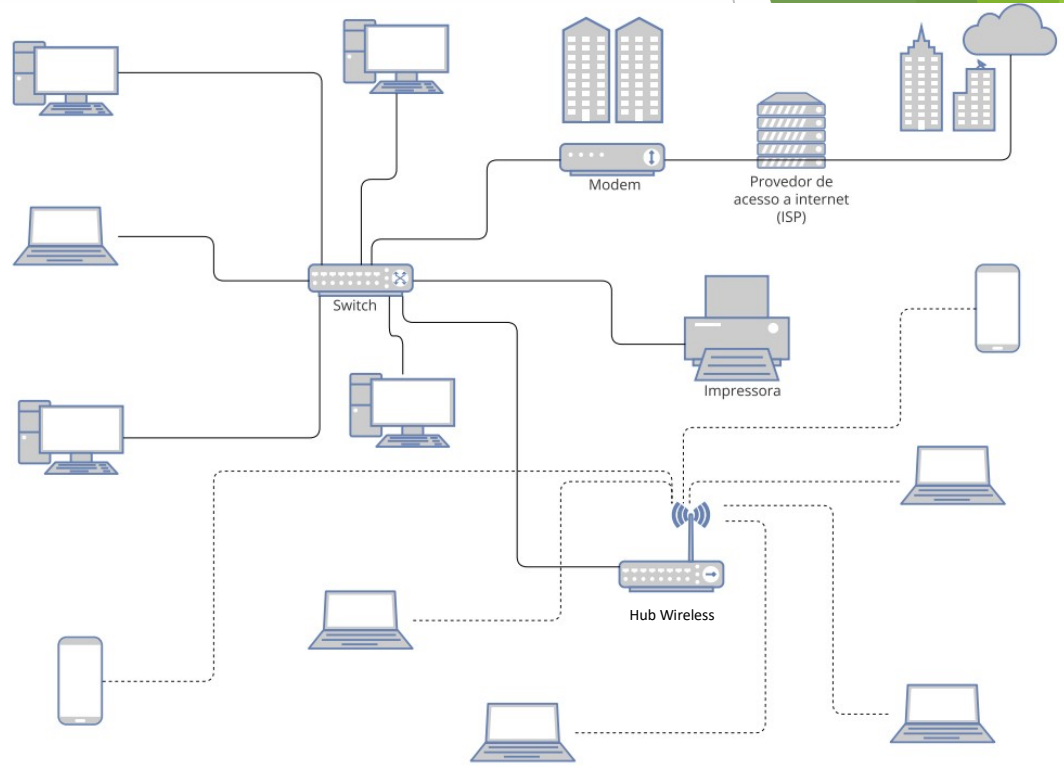 Modem
Provedor de
acesso a internet
(ISP)
Switch
Impressora
Hub Wireless